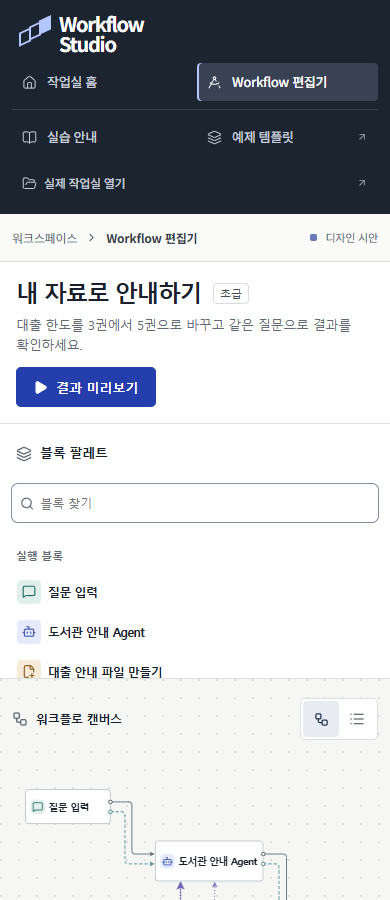 Workflow
Studio
작업실 홈
Workflow 편집기
실습 안내
예제 템플릿
실제 작업실 열기
워크스페이스 > Workflow 편집기
디자인 시안
내 자료로 안내하기
초급
대출 한도를 3권에서 5권으로 바꾸고 같은 질문으로 결과를
확인하세요.
결과 미리보기
블록 팔레트
블록 찾기
실행 블록
질문 입력
도서관 안내 Agent
대출 안내 파일 만들기
워크플로 캔버스
질문 입력
도서관 안내 Agent